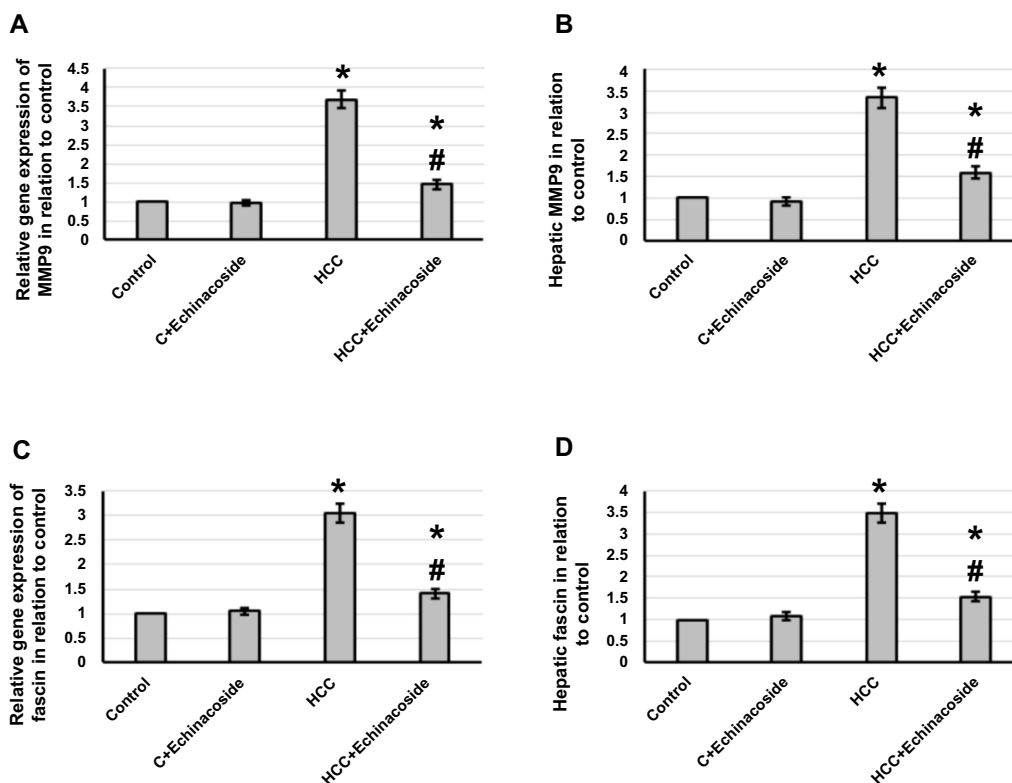 A
Relative gene expression of
MMP9 in relation to control
4.5
4
3.5
3
2.5
2
1.5
1
0.5
0
*
*
#
Control
C+Echinacoside
HCC
HCC+Echinacoside
B
Hepatic MMP9 in relation
to control
4
3.5
3
2.5
2
1.5
1
0.5
0
*
*
#
Control
C+Echinacoside
HCC
HCC+Echinacoside
C
Relative gene expression of
fascin in relation to control
3.5
3
2.5
2
1.5
1
0.5
0
*
*
#
Control
C+Echinacoside
HCC
HCC+Echinacoside
D
Hepatic fascin in relation
to control
4
3.5
3
2.5
2
1.5
1
0.5
0
*
*
#
Control
C+Echinacoside
HCC
HCC+Echinacoside